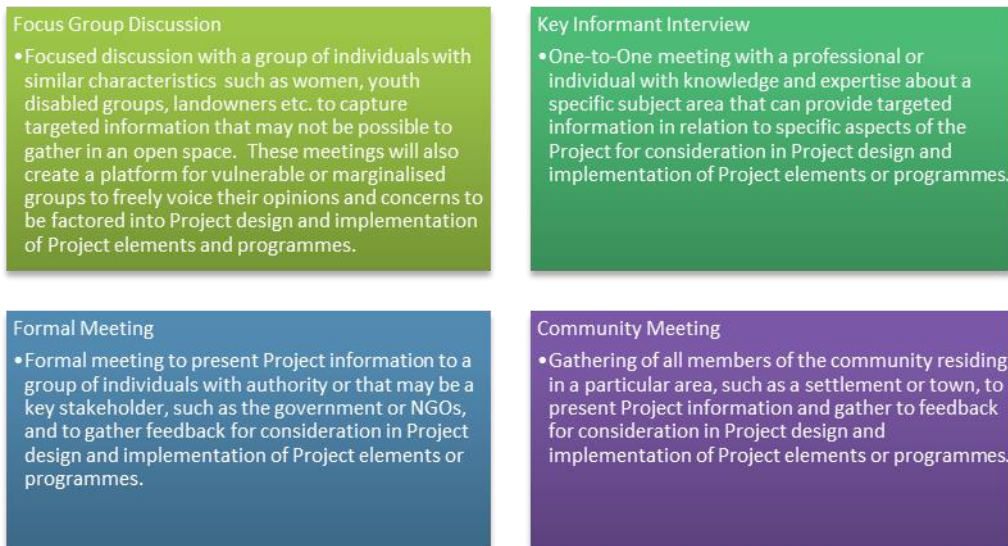 Focus Group Discussion
•Focused discussion with a group of individuals with
similar characteristics such as women, youth
disabled groups, landowners etc. to capture
targeted information that may not be possible to
gather in an open space. These meetings will also
create a platform for vulnerable or marginalised
groups to freely voice their opinions and concerns to
be factored into Project design and implementation
of Project elements and programmes.
Key Informant Interview
•One-to-One meeting with a professional or
individual with knowledge and expertise about a
specific subject area that can provide targeted
information in relation to specific aspects of the
Project for consideration in Project design and
implementation of Project elements or programmes.
Formal Meeting
•Formal meeting to present Project information to a
group of individuals with authority or that may be a
key stakeholder, such as the government or NGOs,
and to gather feedback for consideration in Project
design and implementation of Project elements or
programmes.
Community Meeting
•Gathering of all members of the community residing
in a particular area, such as a settlement or town, to
present Project information and gather to feedback
for consideration in Project design and
implementation of Project elements or programmes.